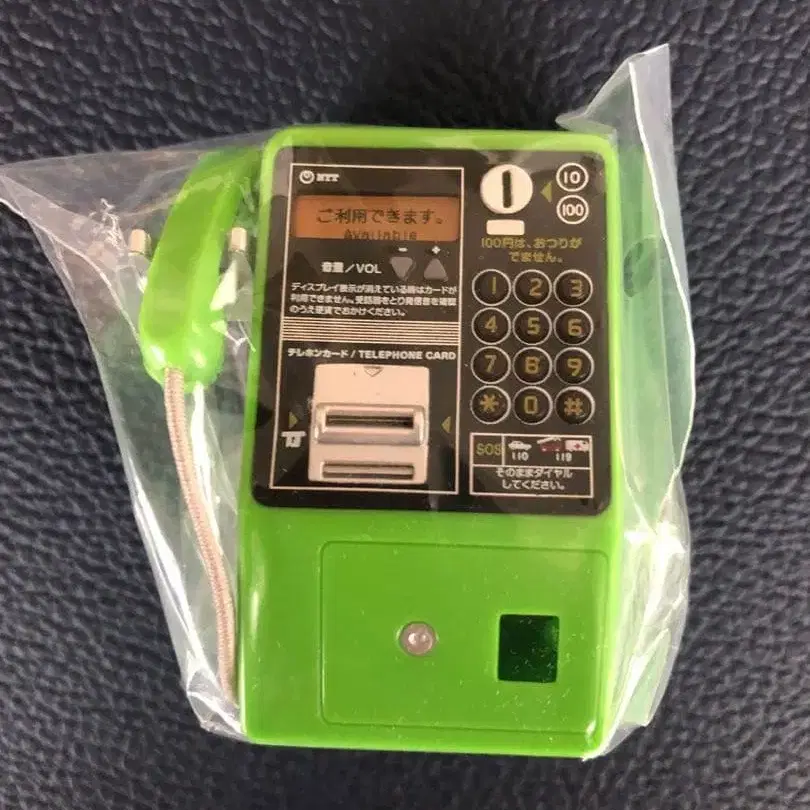 NTT
ご利用できます。
Available
音量/VOL
- +
ディスプレイ表示が消えている時はカードが
利用できません。受話器をとり発信音を確認
のうえ硬貨でおかけください。
テレホンカード/TELEPHONE CARD
10
100
100円は、おつりが
でません。
1 2 3
4 5 6
7 8 9
* 0 #
SOS 110 119
そのままダイヤル
してください。